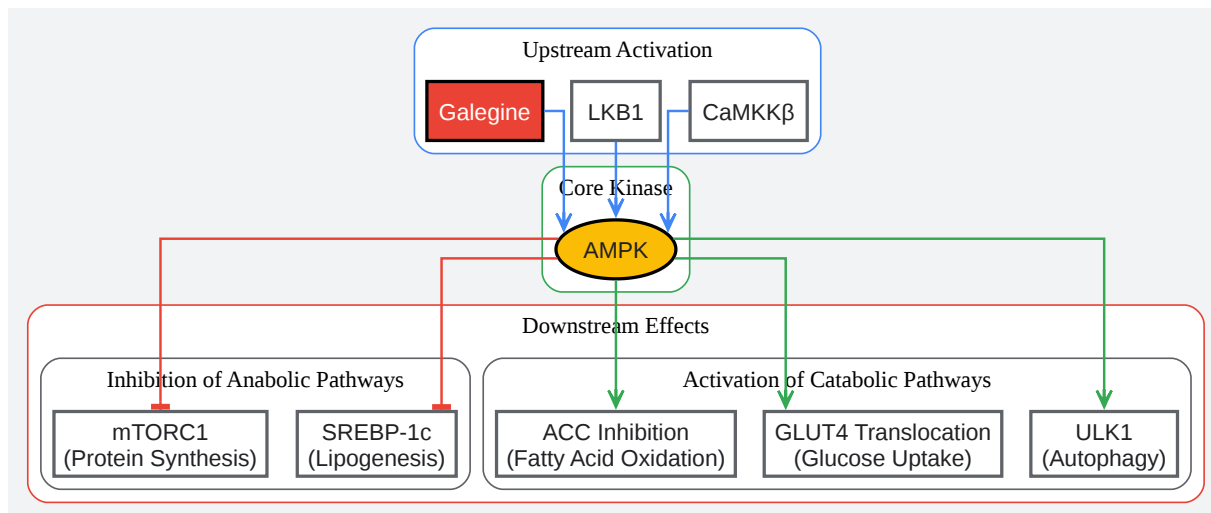 Upstream Activation
Galegine
LKB1
CaMKKβ
Core Kinase
AMPK
Downstream Effects
Inhibition of Anabolic Pathways
Activation of Catabolic Pathways
mTORC1
(Protein Synthesis)
SREBP-1c
(Lipogenesis)
ACC Inhibition
(Fatty Acid Oxidation)
GLUT4 Translocation
(Glucose Uptake)
ULK1
(Autophagy)